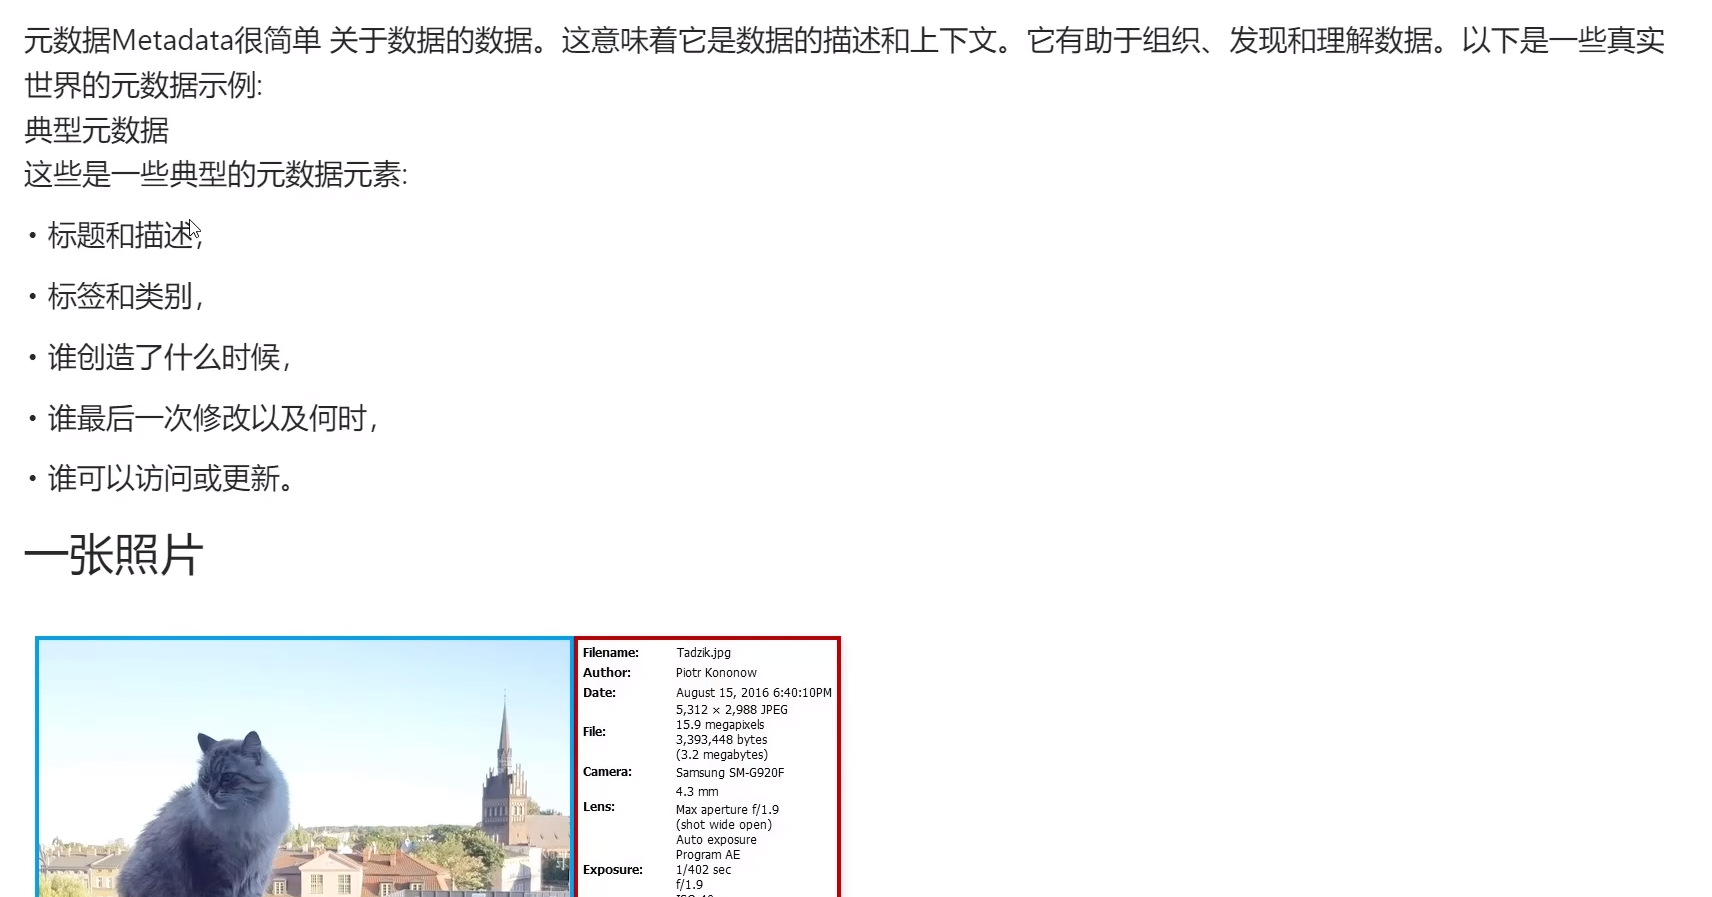 元数据Metadata很简单 关于数据的数据。这意味着它是数据的描述和上下文。它有助于组织、发现和理解数据。以下是一些真实
世界的元数据示例:
典型元数据
这些是一些典型的元数据元素:
• 标题和描述,
• 标签和类别,
• 谁创造了什么时候,
• 谁最后一次修改以及何时,
• 谁可以访问或更新。
一张照片
Filename: Tadzik.jpg
Author: Piotr Kononow
Date: August 15, 2016 6:40:10PM
File: 5,312 × 2,988 JPEG
15.9 megapixels
3,393,448 bytes
(3.2 megabytes)
Camera: Samsung SM-G920F
Lens: 4.3 mm
Max aperture f/1.9
(shot wide open)
Exposure: Auto exposure
Program AE
1/402 sec
f/1.9